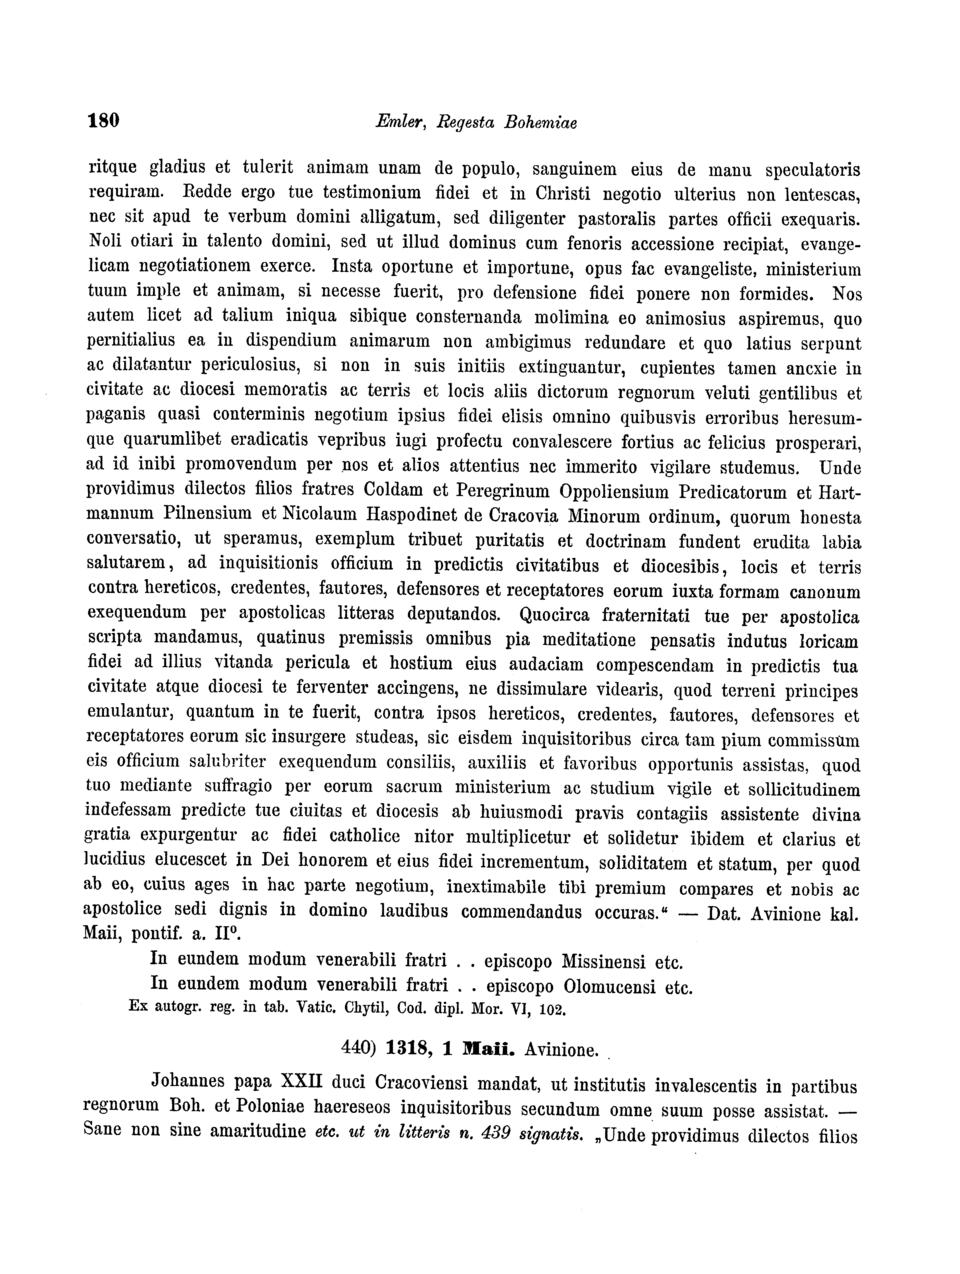 180 Emler, Regesta Bohemiae
ritque gladius et tulerit animam unam de populo, sanguinem eius de manu speculatoris
requiram. Redde ergo tue testimonium fidei et in Christi negotio ulterius non lentescas,
nec sit apud te verbum domini alligatum, sed diligenter pastoralis partes officii exequaris.
Noli otiari in talento domini, sed ut illud dominus cum fenoris accessione recipiat, evange-
licam negotiationem exerce. Insta oportune et importune, opus fac evangeliste, ministerium
tuum imple et animam, si necesse fuerit, pro defensione fidei ponere non formides. Nos
autem licet ad talium iniqua sibique consternanda molimina eo animosius aspiremus, quo
pernitialius ea in dispendium animarum non ambigimus redundare et quo latius serpunt
ac dilatantur periculosius, si non in suis initiis extinguantur, cupientes tamen ancxie in
civitate ac diocesi memoratis ac terris et locis aliis dictorum regnorum veluti gentilibus et
paganis quasi conterminis negotium ipsius fidei elisis omnino quibusvis erroribus heresum-
que quarumlibet eradicatis vepribus iugi profectu convalescere fortius ac felicius prosperari,
ad id inibi promovendum per nos et alios attentius nec immerito vigilare studemus. Unde
providimus dilectos filios fratres Coldam et Peregrinum Oppoliensium Predicatorum et Hart-
mannum Pilnensium et Nicolaum Haspodinet de Cracovia Minorum ordinum, quorum honesta
conversatio, ut speramus, exemplum tribuet puritatis et doctrinam fundent erudita labia
salutarem, ad inquisitionis officium in predictis civitatibus et diocesibis, locis et terris
contra hereticos, credentes, fautores, defensores et receptatores eorum iuxta formam canonum
exequendum per apostolicas litteras deputandos. Quocirca fraternitati tue per apostolica
scripta mandamus, quatinus premissis omnibus pia meditatione pensatis indutus loricam
fidei ad illius vitanda pericula et hostium eius audaciam compescendam in predictis tua
civitate atque diocesi te ferventer accingens, ne dissimulare videaris, quod terreni principes
emulantur, quantum in te fuerit, contra ipsos hereticos, credentes, fautores, defensores et
receptatores eorum sic insurgere studeas, sic eisdem inquisitoribus circa tam pium commissum
eis officium salubriter exequendum consiliis, auxiliis et favoribus opportunis assistas, quod
tuo mediante suffragio per eorum sacrum ministerium ac studium vigile et sollicitudinem
indefessam predicte tue ciuitas et diocesis ab huiusmodi pravis contagiis assistente divina
gratia expurgentur ac fidei catholice nitor multiplicetur et solidetur ibidem et clarius et
lucidius elucescet in Dei honorem et eius fidei incrementum, soliditatem et statum, per quod
ab eo, cuius ages in hac parte negotium, inextimabile tibi premium compares et nobis ac
apostolice sedi dignis in domino laudibus commendandus occuras.“ — Dat. Avinione kal.
Maii, pontif. a. II⁰.
In eundem modum venerabili fratri . . episcopo Missinensi etc.
In eundem modum venerabili fratri . . episcopo Olomucensi etc.
Ex autogr. reg. in tab. Vatic. Chytil, Cod. dipl. Mor. VI, 102.
440) 1318, 1 Maii. Avinione.
Johannes papa XXII duci Cracoviensi mandat, ut institutis invalescentis in partibus
regnorum Boh. et Poloniae haereseos inquisitoribus secundum omne suum posse assistat. —
Sane non sine amaritudine etc. ut in litteris n. 439 signatis. „Unde providimus dilectos filios